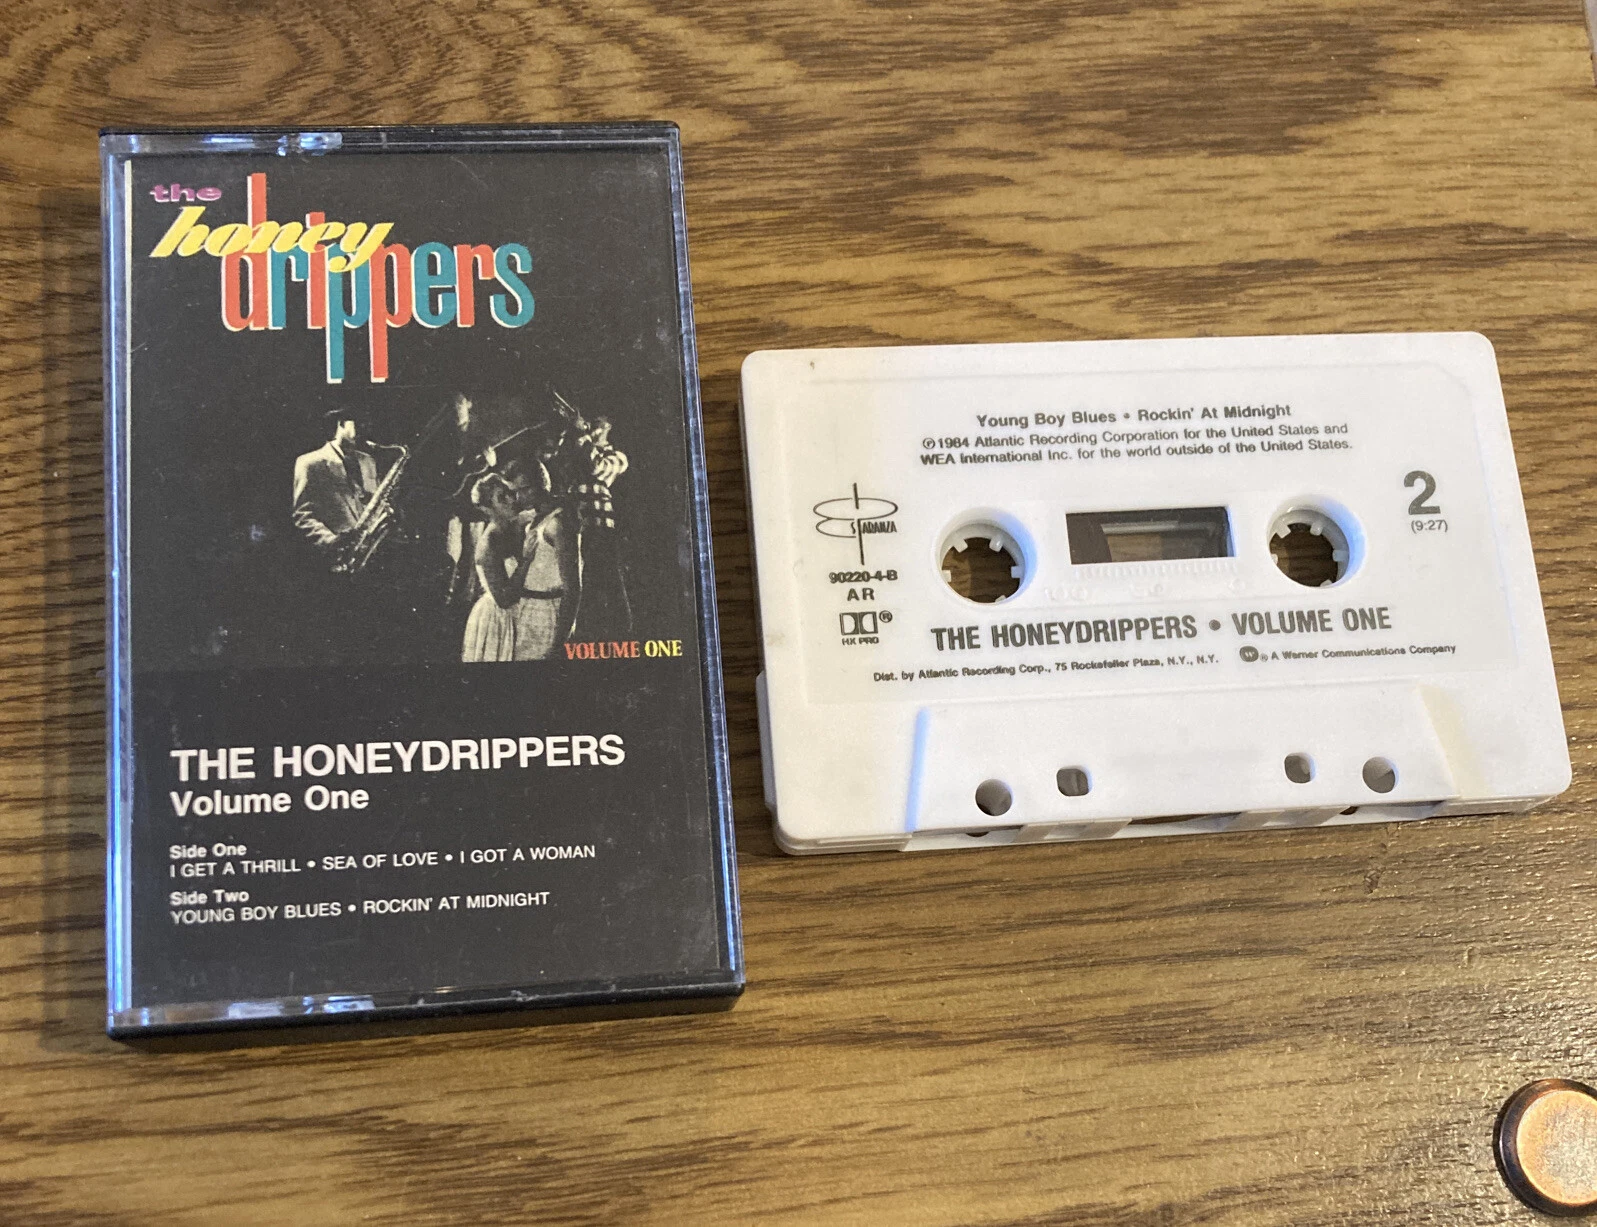 the
honey
drippers
VOLUME ONE
THE HONEYDRIPPERS
Volume One
Side One
I GET A THRILL • SEA OF LOVE • I GOT A WOMAN
Side Two
YOUNG BOY BLUES • ROCKIN' AT MIDNIGHT
Young Boy Blues • Rockin' At Midnight
℗1984 Atlantic Recording Corporation for the United States and
WEA International Inc. for the world outside of the United States.
ESPARANZA
90220-4-B
AR
HX PRO
2
(9:27)
THE HONEYDRIPPERS • VOLUME ONE
Dist. by Atlantic Recording Corp., 75 Rockefeller Plaza, N.Y., N.Y. ® A Warner Communications Company